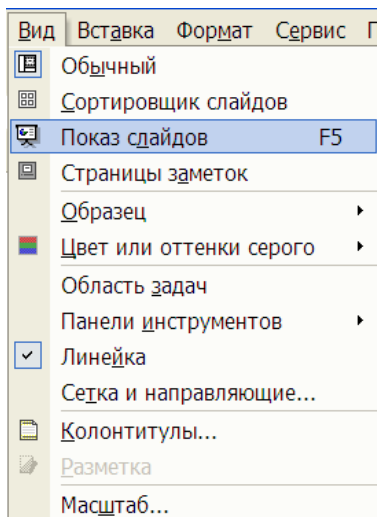 Вид Вставка Формат Сервис П
Обычный
Сортировщик слайдов
Показ слайдов F5
Страницы заметок
Образец
Цвет или оттенки серого
Область задач
Панели инструментов
Линейка
Сетка и направляющие...
Колонтитулы...
Разметка
Масштаб...